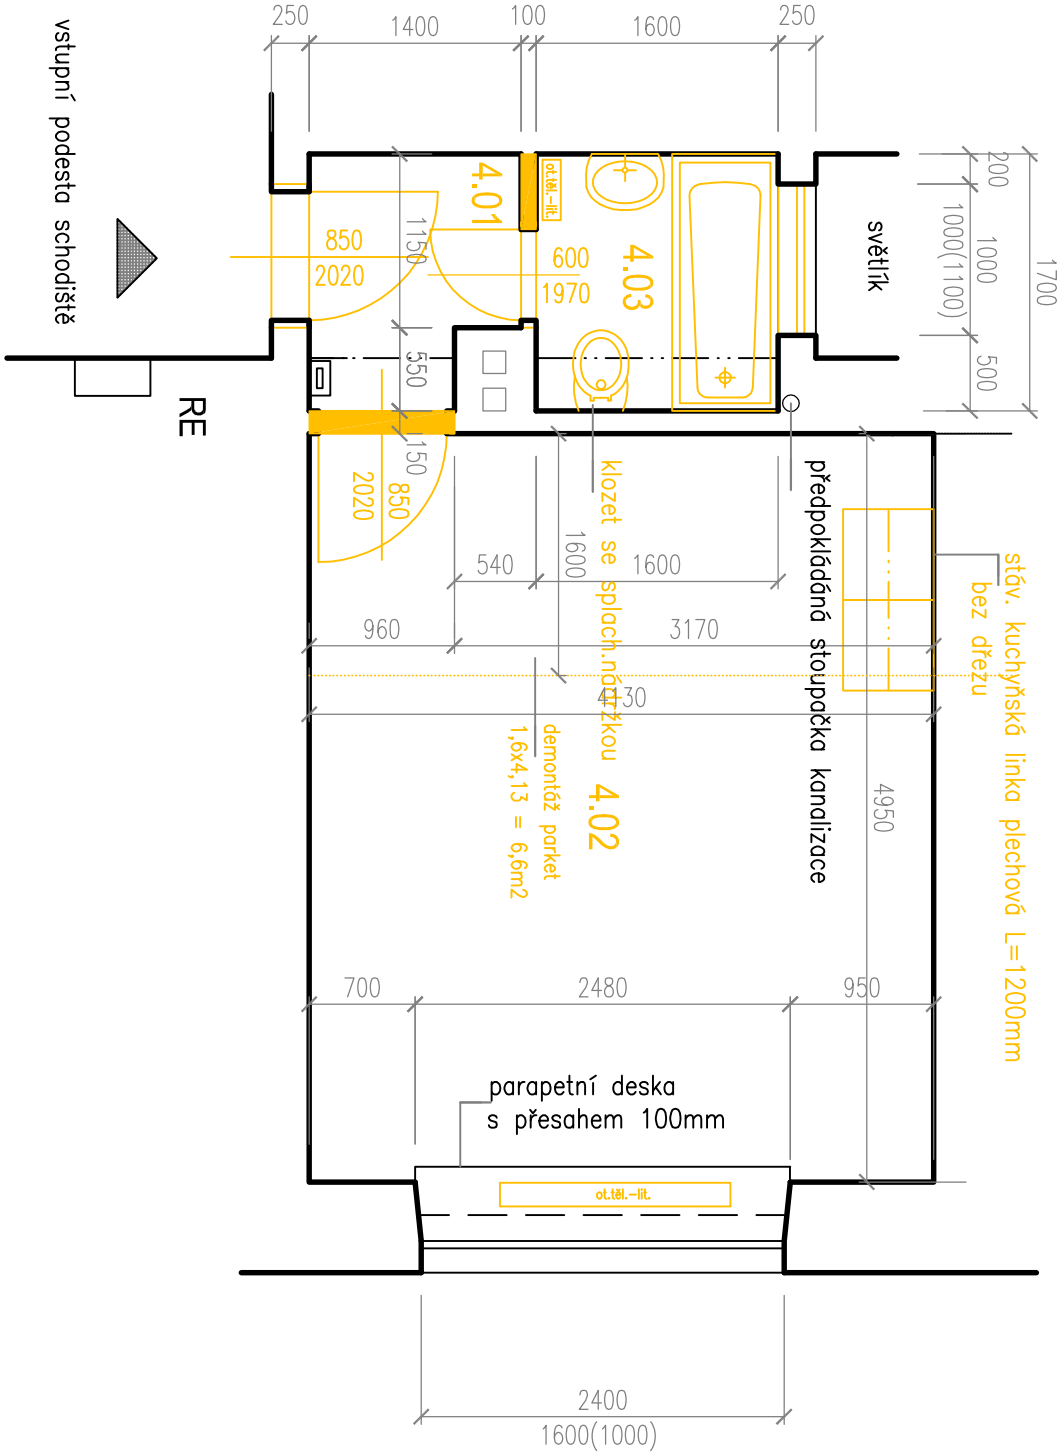 250
1400
100
1600
250
vstupní podesta schodiště
200
1000
1000(1100)
500
1700
světlík
4.01
ot.těl.-lit.
4.03
1150
850
2020
600
1970
550
150
RE
850
2020
klozet se splach.nádržkou
předpokládáná stoupačka kanalizace
stáv. kuchyňská linka plechová L=1200mm
bez dřezu
540
1600
1600
960
3170
4130
demontáž parket
1,6x4,13 = 6,6m2
4.02
4950
700
2480
950
parapetní deska
s přesahem 100mm
ot.těl.-lit.
2400
1600(1000)